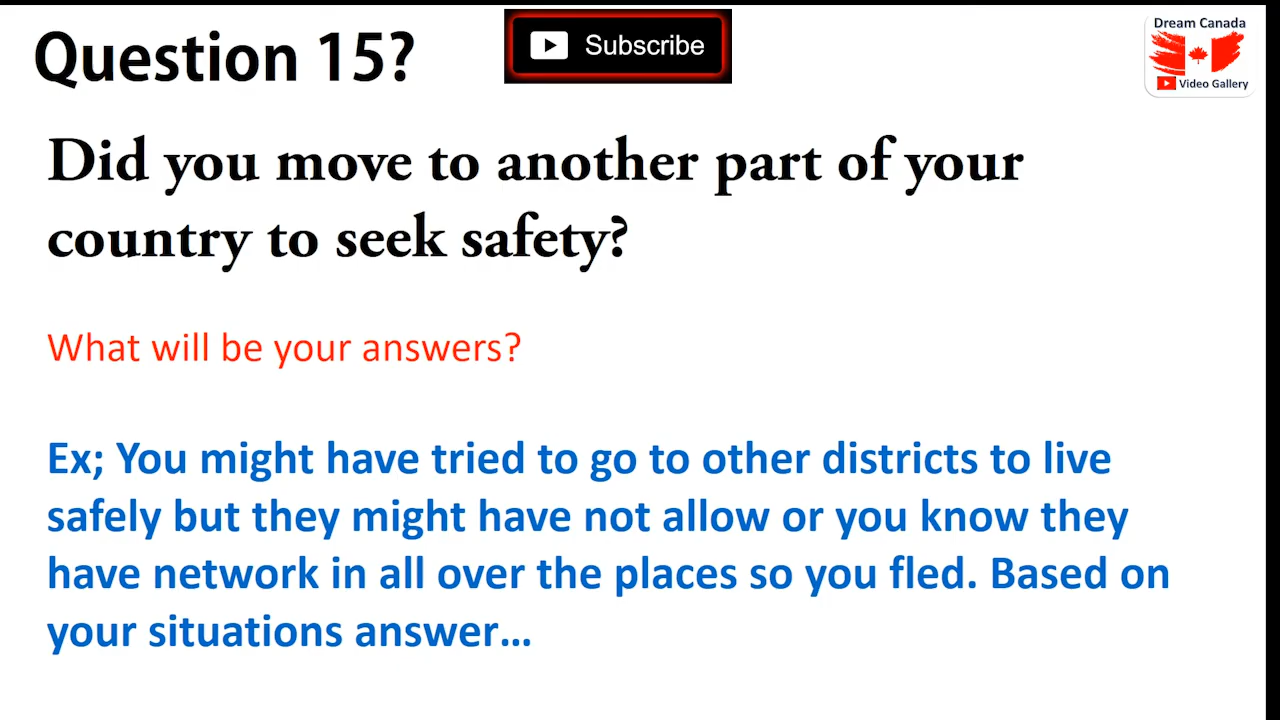 Question 15?
Subscribe
Dream Canada
Video Gallery
Did you move to another part of your
country to seek safety?
What will be your answers?
Ex; You might have tried to go to other districts to live
safely but they might have not allow or you know they
have network in all over the places so you fled. Based on
your situations answer...